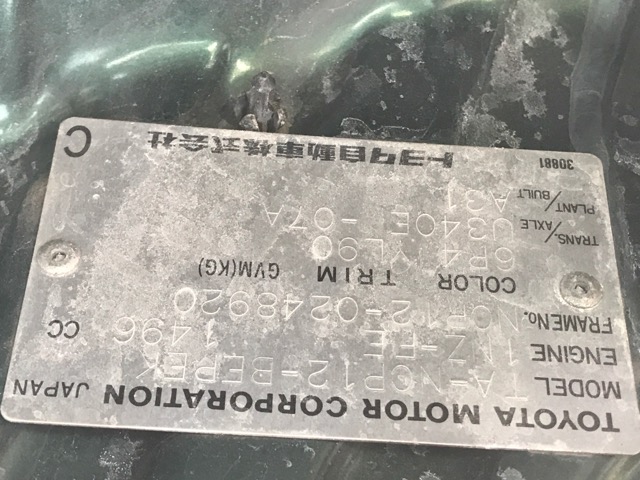 TOYOTA MOTOR CORPORATION JAPAN
MODEL TA-NCP12-BEPEK
ENGINE 1NZ-FE 1496 CC
FRAME No. NCP12-0248920
COLOR TRIM GVM(KG)
6R4 YL90
TRANS./AXLE U340E -07A
PLANT/BUILT A31
30881 トヨタ自動車株式会社 C